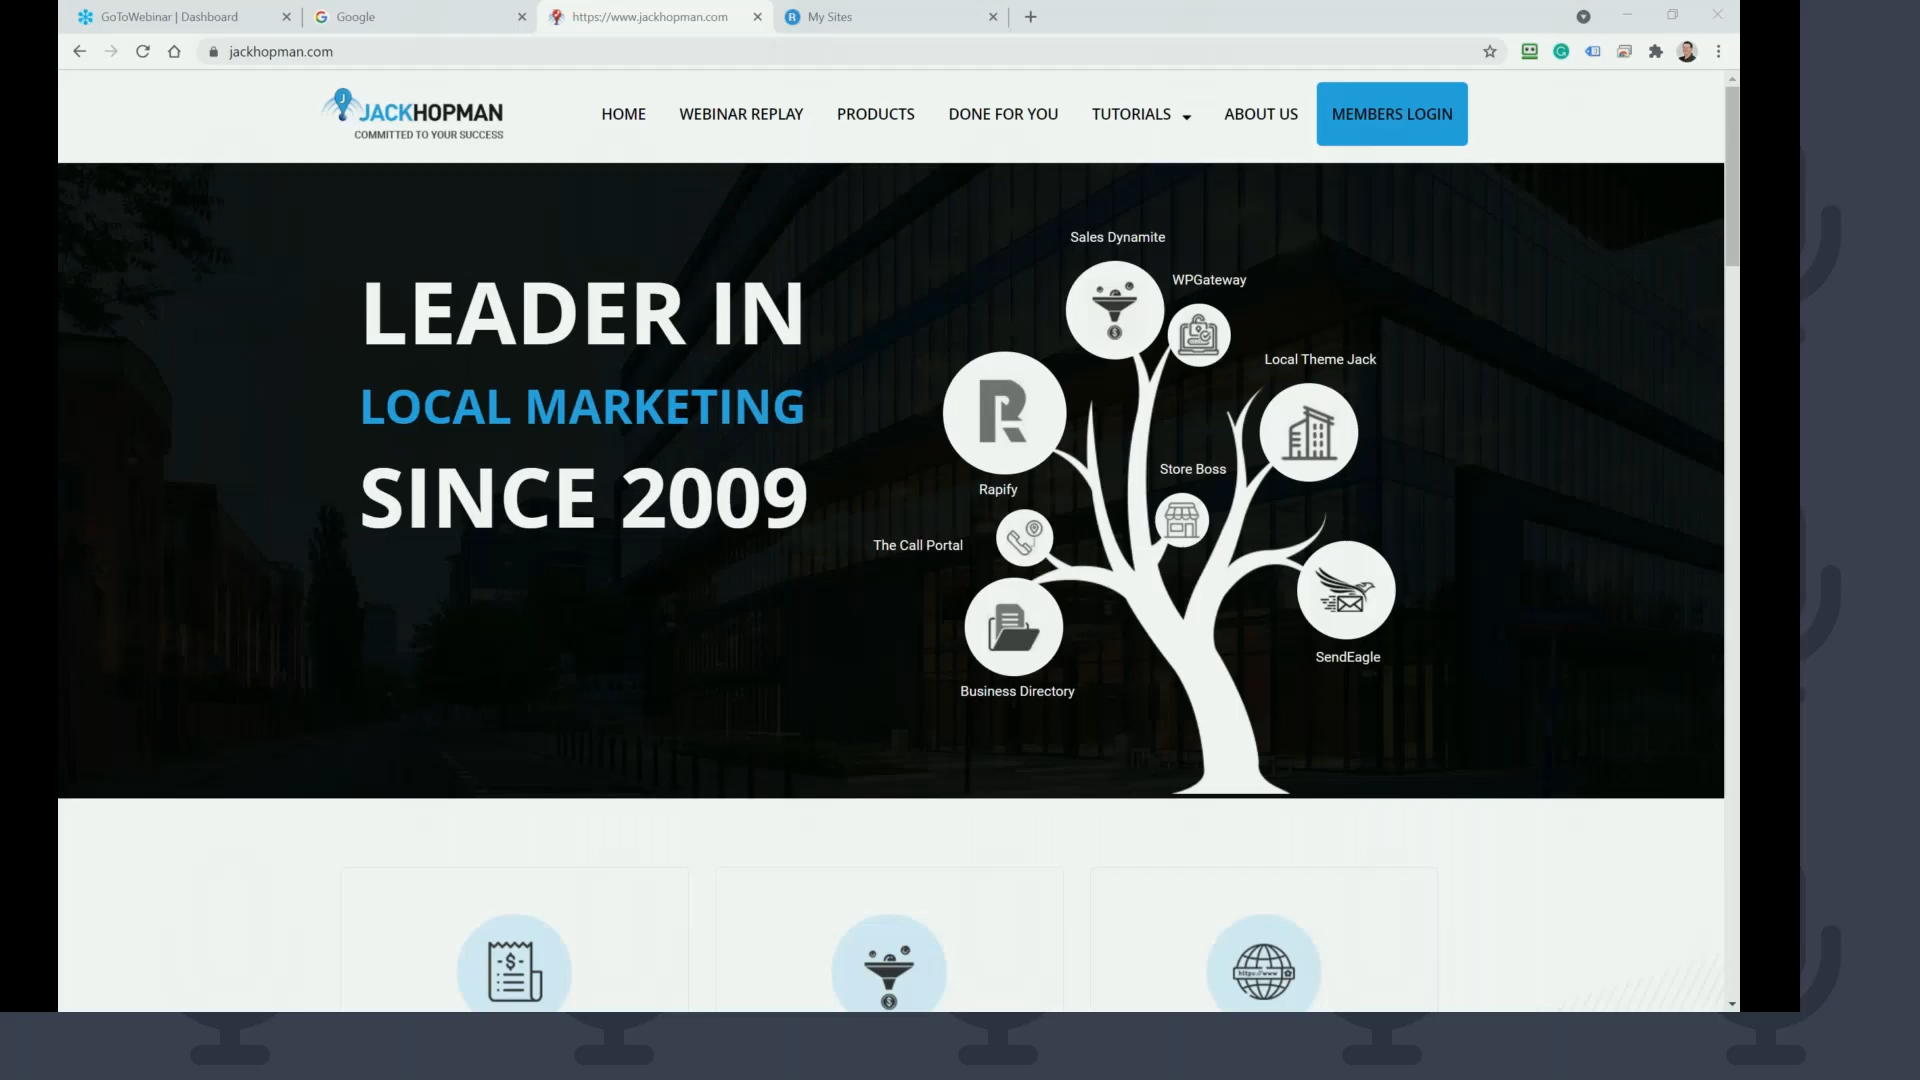 GoToWebinar | Dashboard
Google
https://www.jackhopman.com
My Sites
jackhopman.com
J
JACKHOPMAN
COMMITTED TO YOUR SUCCESS
HOME
WEBINAR REPLAY
PRODUCTS
DONE FOR YOU
TUTORIALS
ABOUT US
MEMBERS LOGIN
LEADER IN
LOCAL MARKETING
SINCE 2009
Sales Dynamite
WPGateway
Local Theme Jack
Rapify
Store Boss
The Call Portal
SendEagle
Business Directory
-$-
$
https://www